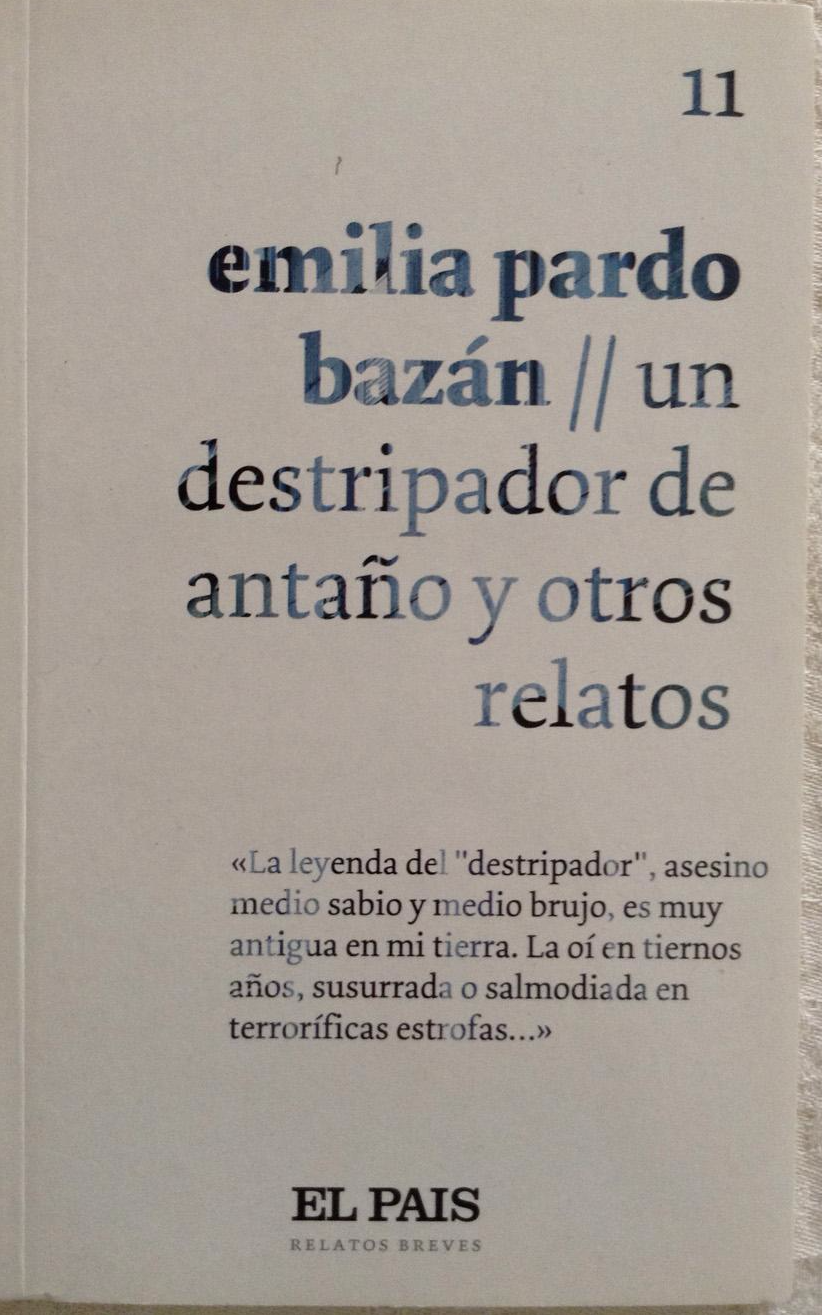 11
emilia pardo
bazán // un
destripador de
antaño y otros
relatos
«La leyenda del "destripador", asesino
medio sabio y medio brujo, es muy
antigua en mi tierra. La oí en tiernos
años, susurrada o salmodiada en
terroríficas estrofas...»
EL PAIS
RELATOS BREVES